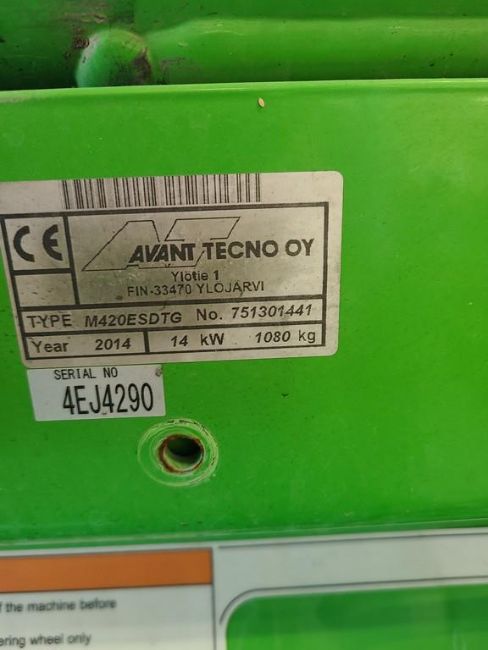 CE
AVANT TECNO OY
Ylötie 1
FIN-33470 YLÖJÄRVI
TYPE M420ESDTG No. 751301441
Year 2014 14 kW 1080 kg
SERIAL NO
4EJ4290
f the machine before
ering wheel only